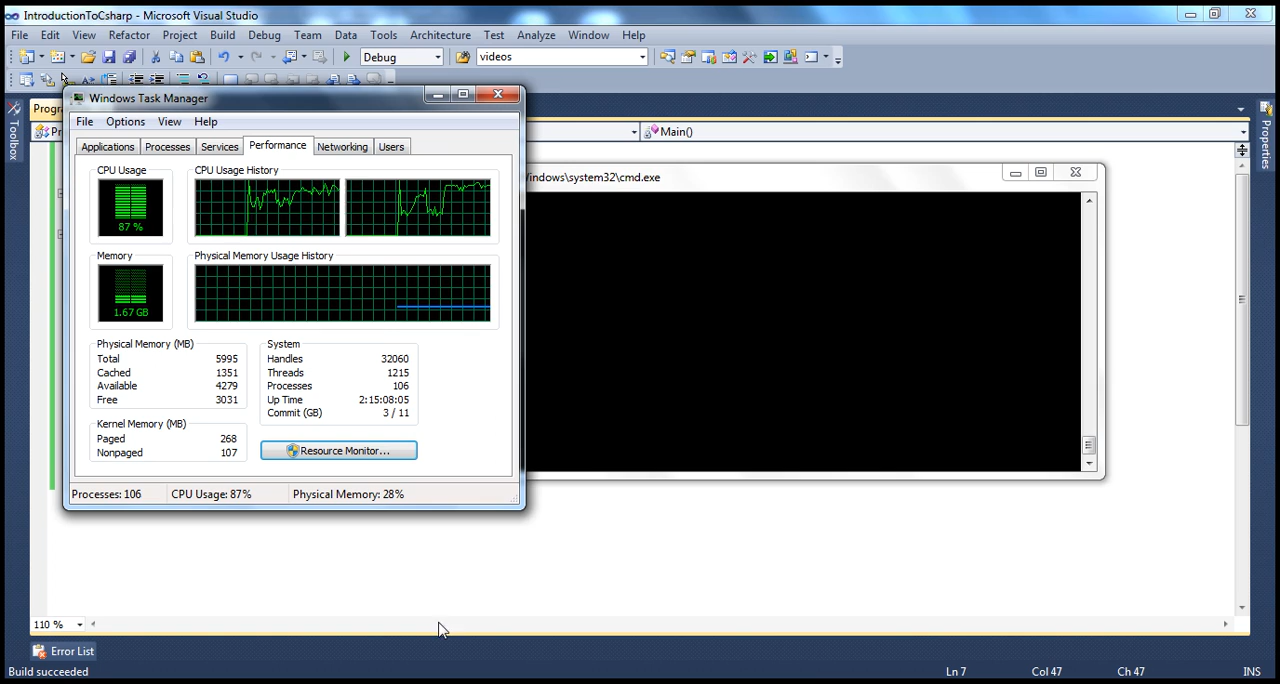 IntroductionToCsharp - Microsoft Visual Studio
File Edit View Refactor Project Build Debug Team Data Tools Architecture Test Analyze Window Help
Debug videos
Windows Task Manager
File Options View Help
Applications Processes Services Performance Networking Users
CPU Usage CPU Usage History
87 %
Memory Physical Memory Usage History
1.67 GB
Physical Memory (MB)
Total 5995
Cached 1351
Available 4279
Free 3031
Kernel Memory (MB)
Paged 268
Nonpaged 107
System
Handles 32060
Threads 1215
Processes 106
Up Time 2:15:08:05
Commit (GB) 3 / 11
Resource Monitor...
Processes: 106 CPU Usage: 87% Physical Memory: 28%
Toolbox
Progra
Pr
Main()
Properties
indows\system32\cmd.exe
110 %
Error List
Build succeeded Ln 7 Col 47 Ch 47 INS